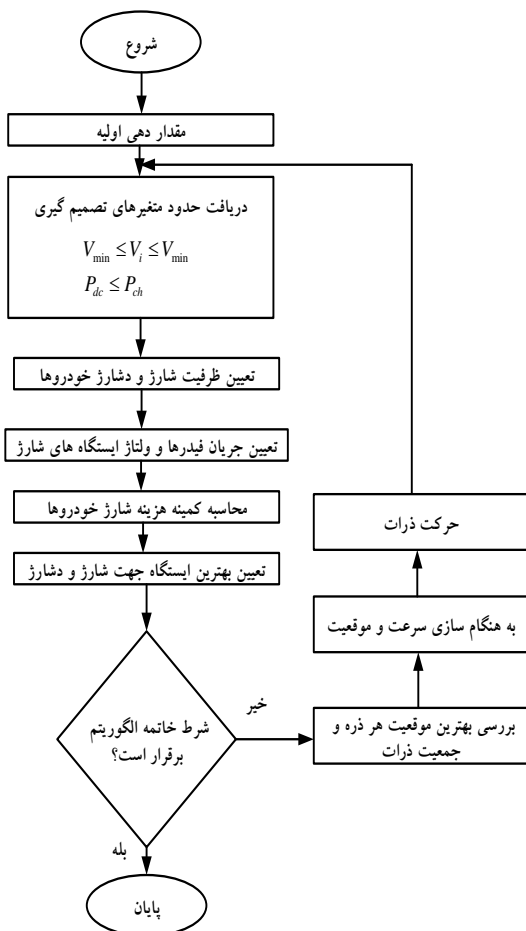 شروع
مقدار دهی اولیه
دریافت حدود متغیرهای تصمیم گیری
V_min ≤ V_i ≤ V_min
P_dc ≤ P_ch
تعیین ظرفیت شارژ و دشارژ خودروها
تعیین جریان فیدرها و ولتاژ ایستگاه های شارژ
محاسبه کمینه هزینه شارژ خودروها
تعیین بهترین ایستگاه جهت شارژ و دشارژ
شرط خاتمه الگوریتم
برقرار است؟
خیر
بررسی بهترین موقعیت هر ذره و
جمعیت ذرات
به هنگام سازی سرعت و موقعیت
حرکت ذرات
بله
پایان